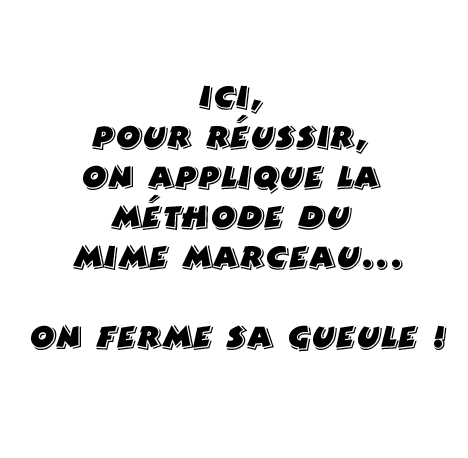 ICI,
POUR RÉUSSIR,
ON APPLIQUE LA
MÉTHODE DU
MIME MARCEAU...
ON FERME SA GUEULE !